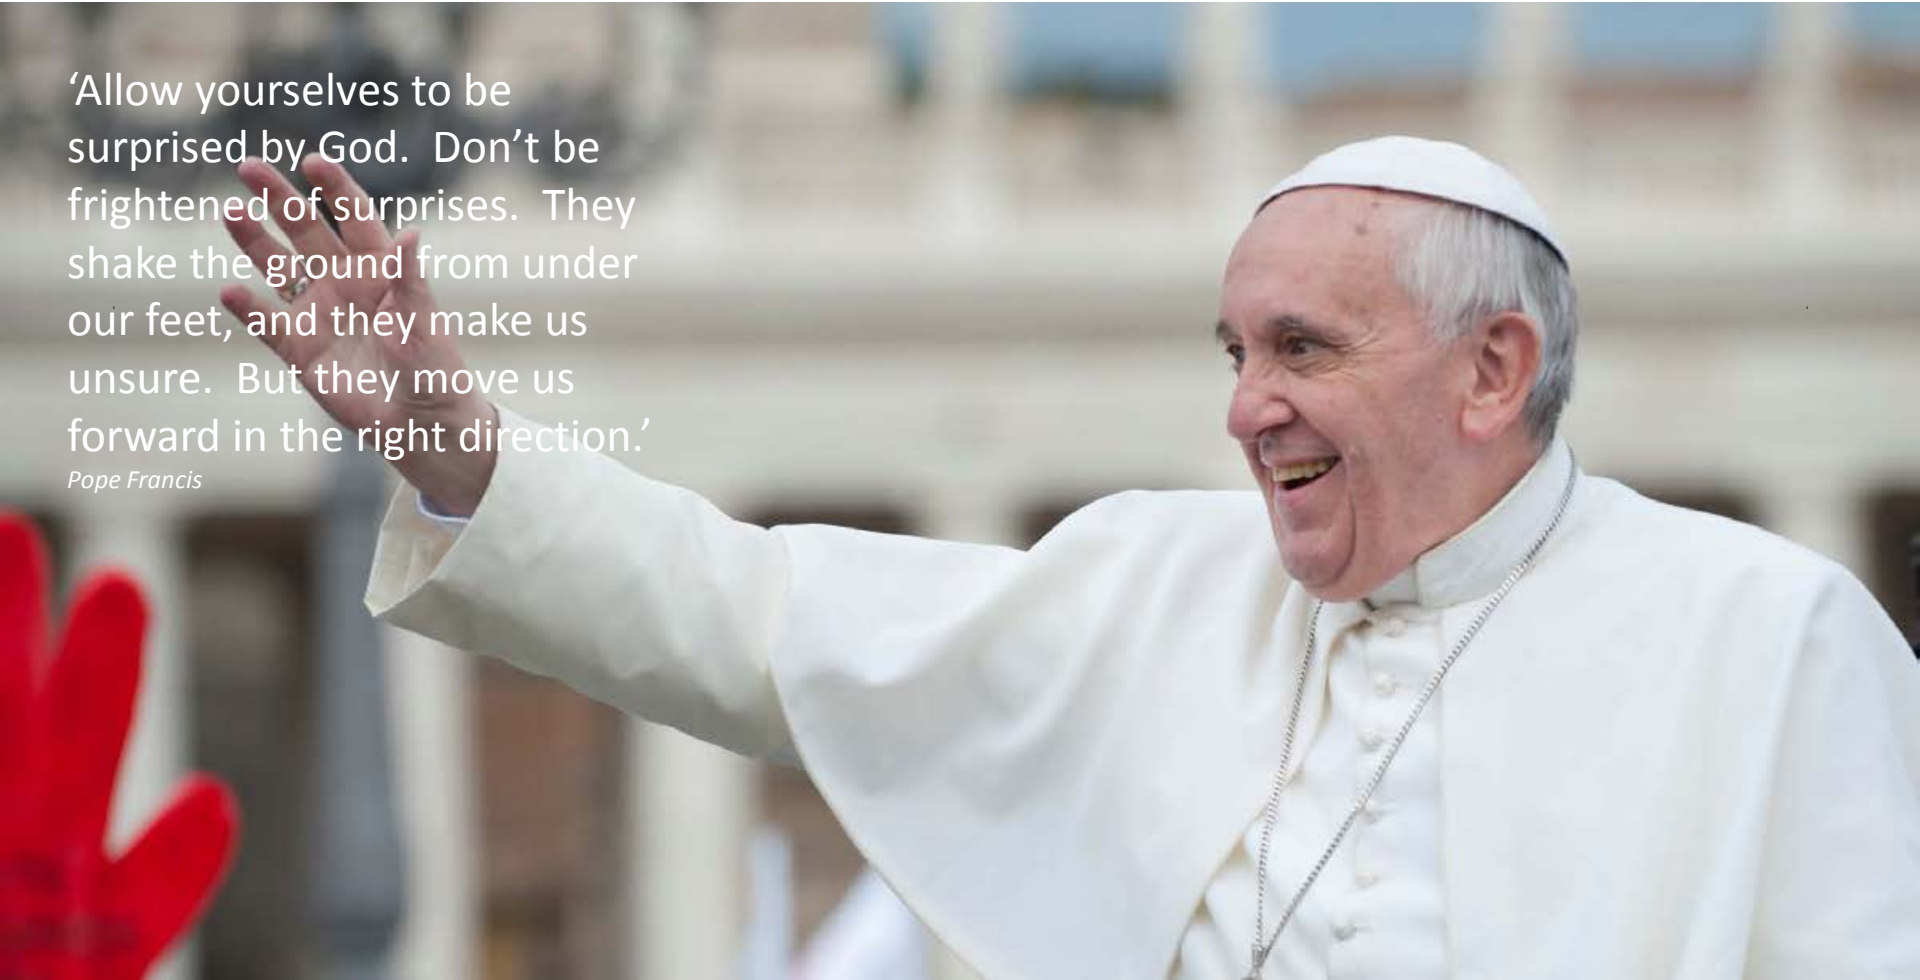 ‘Allow yourselves to be
surprised by God.  Don’t be
frightened of surprises.  They
shake the ground from under
our feet, and they make us
unsure.  But they move us
forward in the right direction.’
Pope Francis